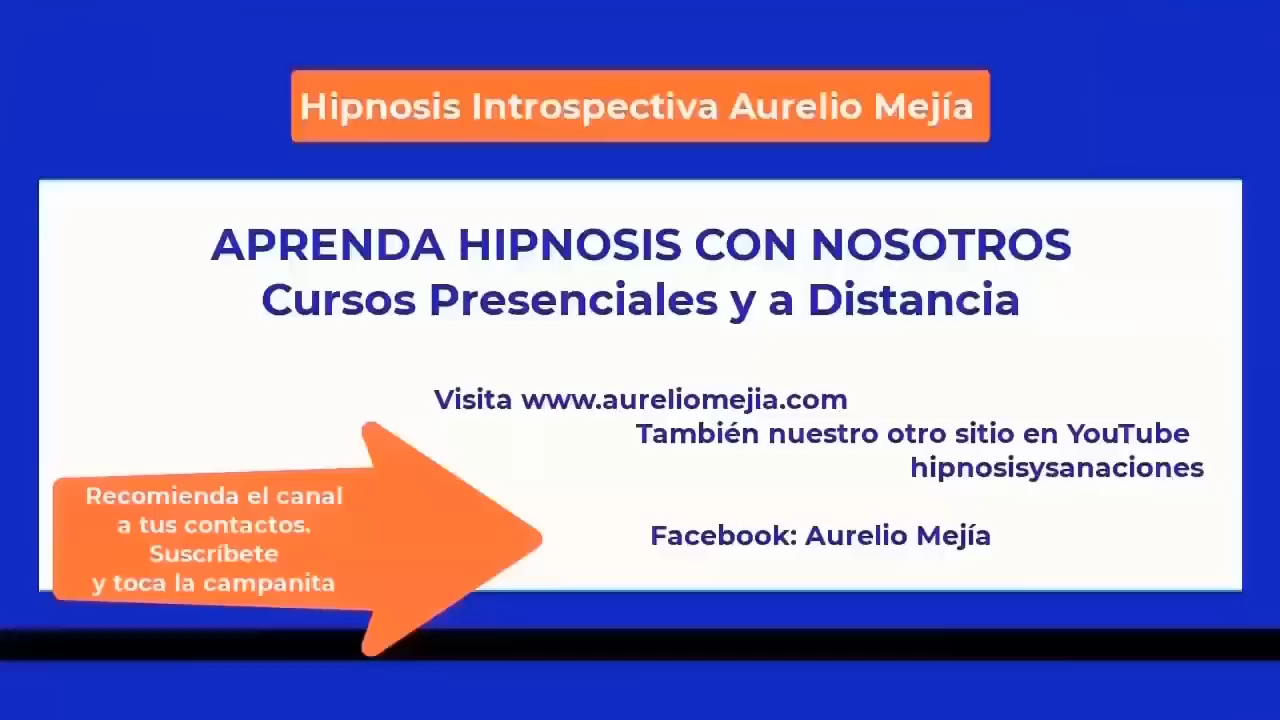 Hipnosis Introspectiva Aurelio Mejía
APRENDA HIPNOSIS CON NOSOTROS
Cursos Presenciales y a Distancia
Visita www.aureliomejia.com
También nuestro otro sitio en YouTube
hipnosisysanaciones
Recomienda el canal
a tus contactos.
Suscríbete
y toca la campanita
Facebook: Aurelio Mejía